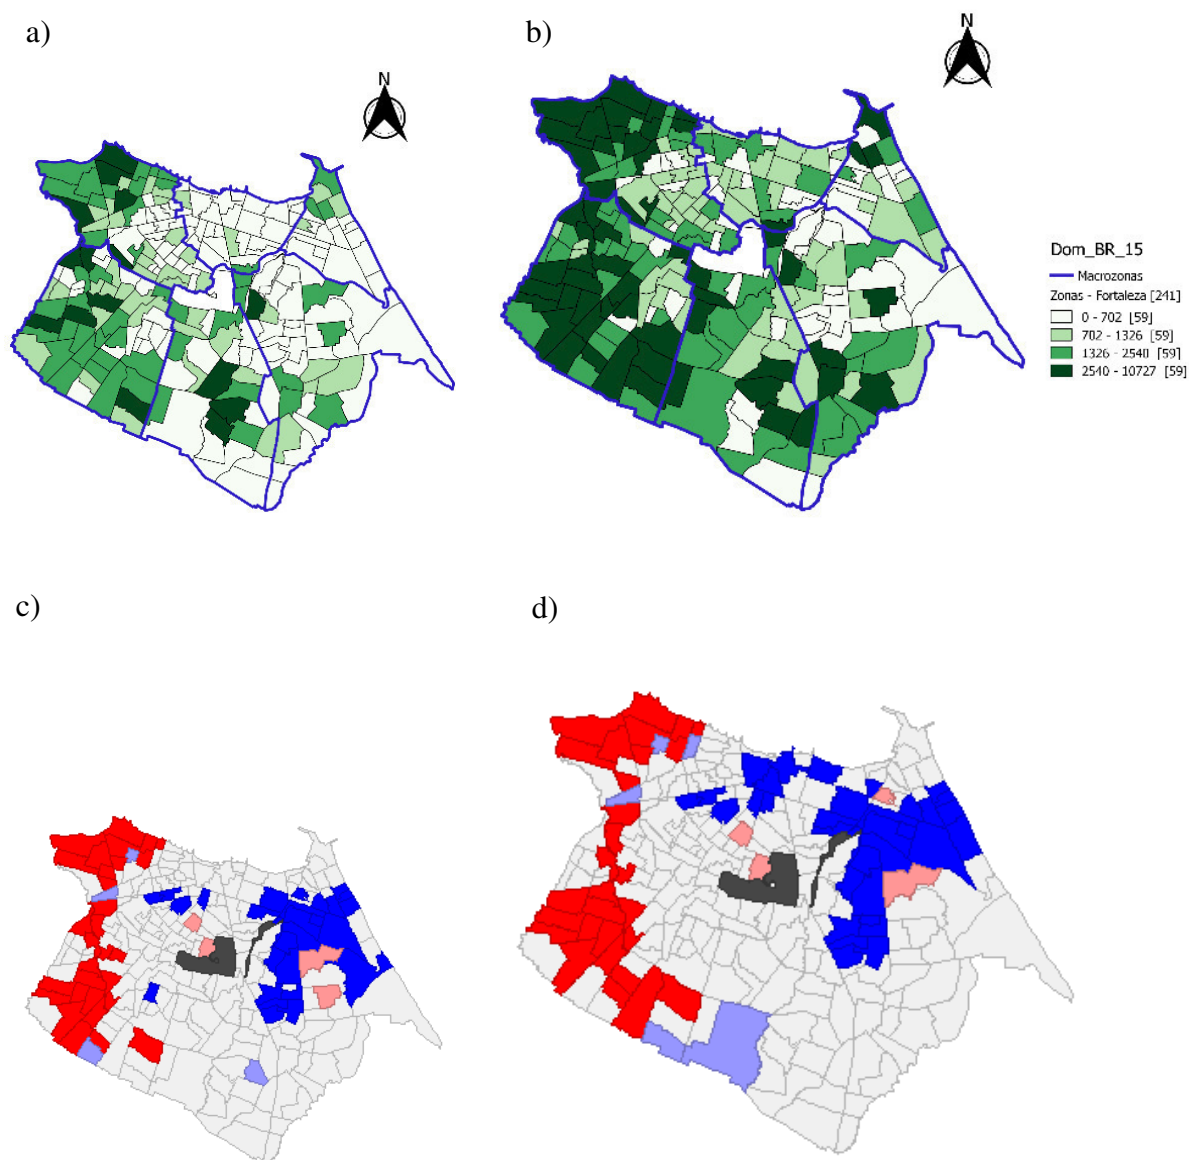 a)
b)
N
N
Dom_BR_15
Macrozonas
Zonas - Fortaleza [241]
0 - 702 [59]
702 - 1326 [59]
1326 - 2540 [59]
2540 - 10727 [59]
c)
d)